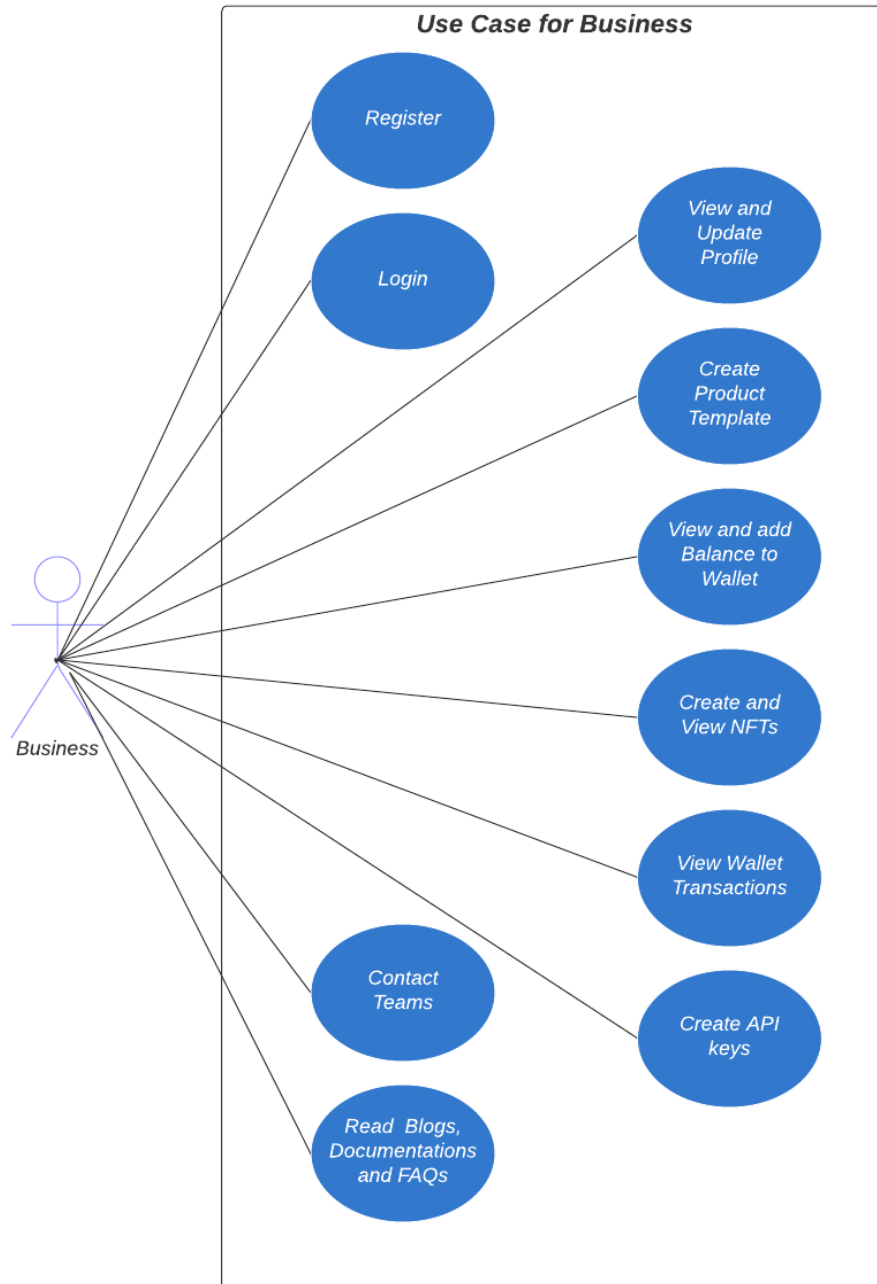 Use Case for Business
Register
Login
View and
Update
Profile
Create
Product
Template
View and add
Balance to
Wallet
Create and
View NFTs
Business
View Wallet
Transactions
Contact
Teams
Create API
keys
Read  Blogs,
Documentations
and FAQs